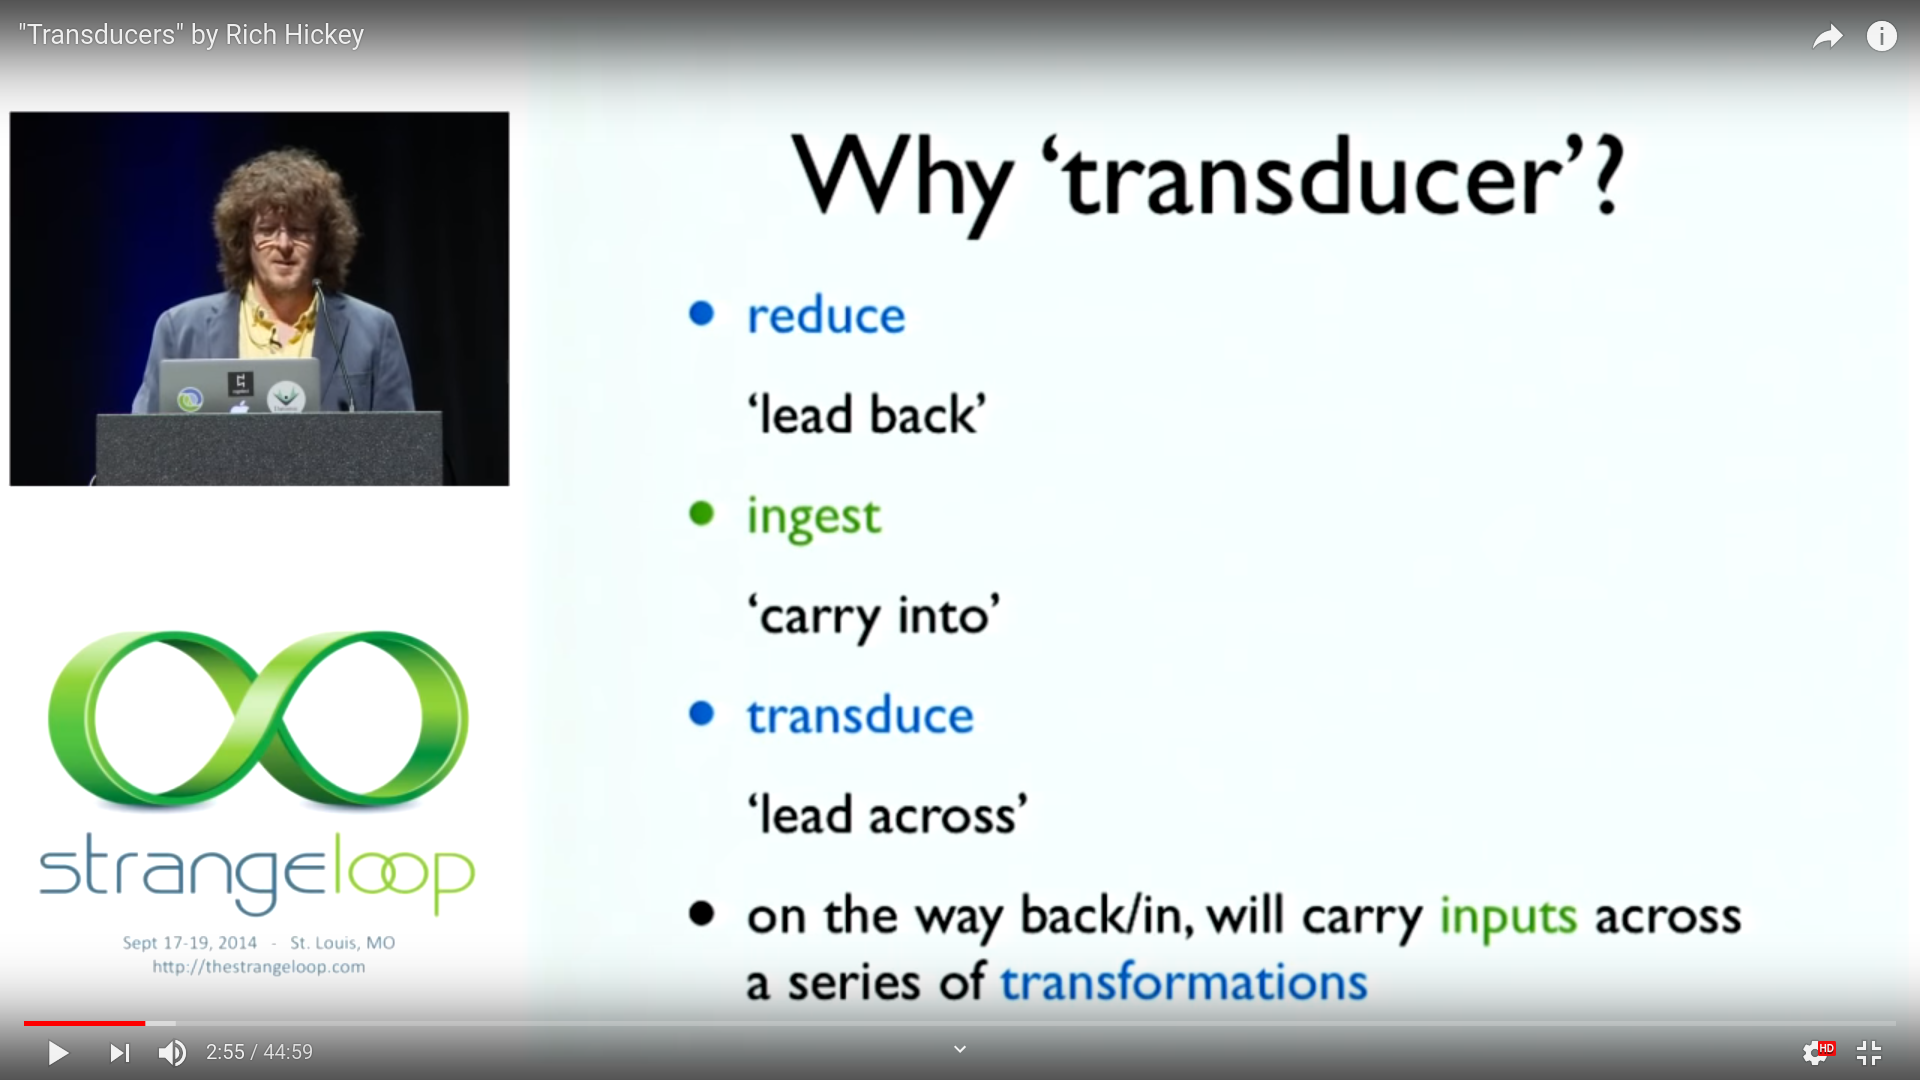 "Transducers" by Rich Hickey
Why ‘transducer’?
reduce
‘lead back’
ingest
‘carry into’
transduce
‘lead across’
on the way back/in, will carry inputs across
a series of transformations
strangeloop
Sept 17-19, 2014 - St. Louis, MO
http://thestrangeloop.com
2:55 / 44:59
HD